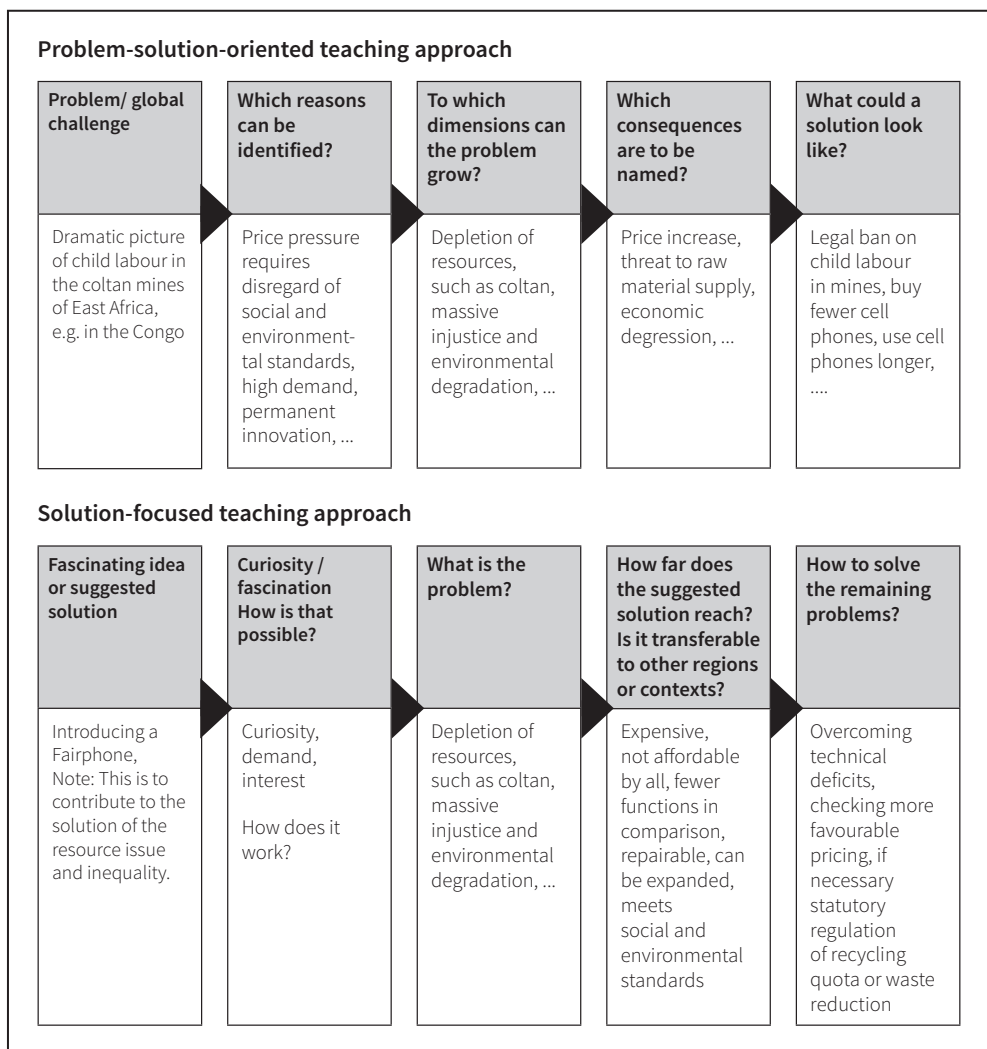 Problem-solution-oriented teaching approach
Problem/ global
challenge
Dramatic picture
of child labour in
the coltan mines
of East Africa,
e.g. in the Congo
Which reasons
can be
identified?
Price pressure
requires
disregard of
social and
environmen-
tal standards,
high demand,
permanent
innovation, ...
To which
dimensions can
the problem
grow?
Depletion of
resources,
such as coltan,
massive
injustice and
environmental
degradation, ...
Which
consequences
are to be
named?
Price increase,
threat to raw
material supply,
economic
degression, ...
What could a
solution look
like?
Legal ban on
child labour
in mines, buy
fewer cell
phones, use cell
phones longer,
....
Solution-focused teaching approach
Fascinating idea
or suggested
solution
Introducing a
Fairphone,
Note: This is to
contribute to the
solution of the
resource issue
and inequality.
Curiosity /
fascination
How is that
possible?
Curiosity,
demand,
interest
How does it
work?
What is the
problem?
Depletion of
resources,
such as coltan,
massive
injustice and
environmental
degradation, ...
How far does
the suggested
solution reach?
Is it transferable
to other regions
or contexts?
Expensive,
not affordable
by all, fewer
functions in
comparison,
repairable, can
be expanded,
meets
social and
environmental
standards
How to solve
the remaining
problems?
Overcoming
technical
deficits,
checking more
favourable
pricing, if
necessary
statutory
regulation
of recycling
quota or waste
reduction